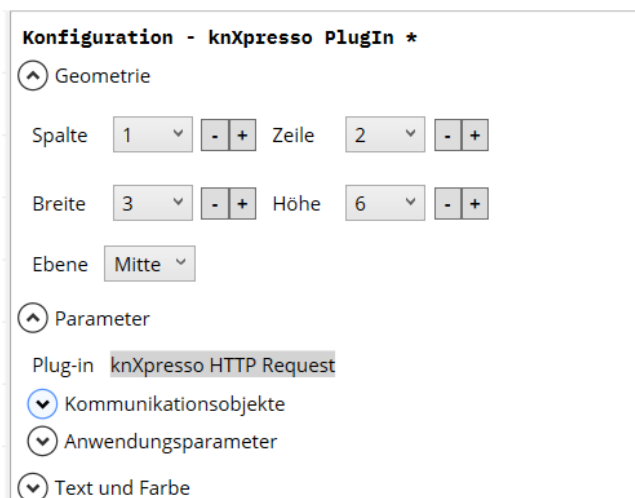 Konfiguration - knXpresso PlugIn *
Geometrie
Spalte 1 - + Zeile 2 - +
Breite 3 - + Höhe 6 - +
Ebene Mitte
Parameter
Plug-in knXpresso HTTP Request
Kommunikationsobjekte
Anwendungsparameter
Text und Farbe